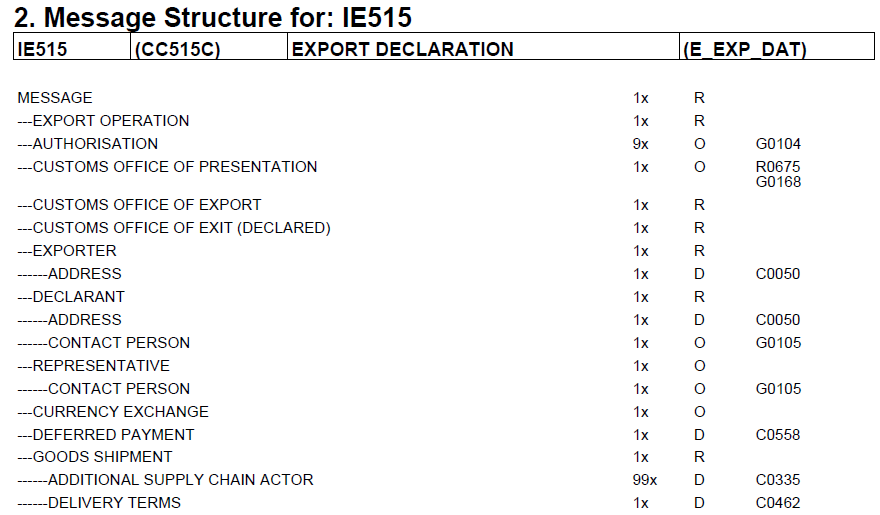 2. Message Structure for: IE515
IE515 (CC515C) EXPORT DECLARATION (E_EXP_DAT)
MESSAGE 1x R
---EXPORT OPERATION 1x R
---AUTHORISATION 9x O G0104
---CUSTOMS OFFICE OF PRESENTATION 1x O R0675
G0168
---CUSTOMS OFFICE OF EXPORT 1x R
---CUSTOMS OFFICE OF EXIT (DECLARED) 1x R
---EXPORTER 1x R
------ADDRESS 1x D C0050
---DECLARANT 1x R
------ADDRESS 1x D C0050
------CONTACT PERSON 1x O G0105
---REPRESENTATIVE 1x O
------CONTACT PERSON 1x O G0105
---CURRENCY EXCHANGE 1x O
---DEFERRED PAYMENT 1x D C0558
---GOODS SHIPMENT 1x R
------ADDITIONAL SUPPLY CHAIN ACTOR 99x D C0335
------DELIVERY TERMS 1x D C0462